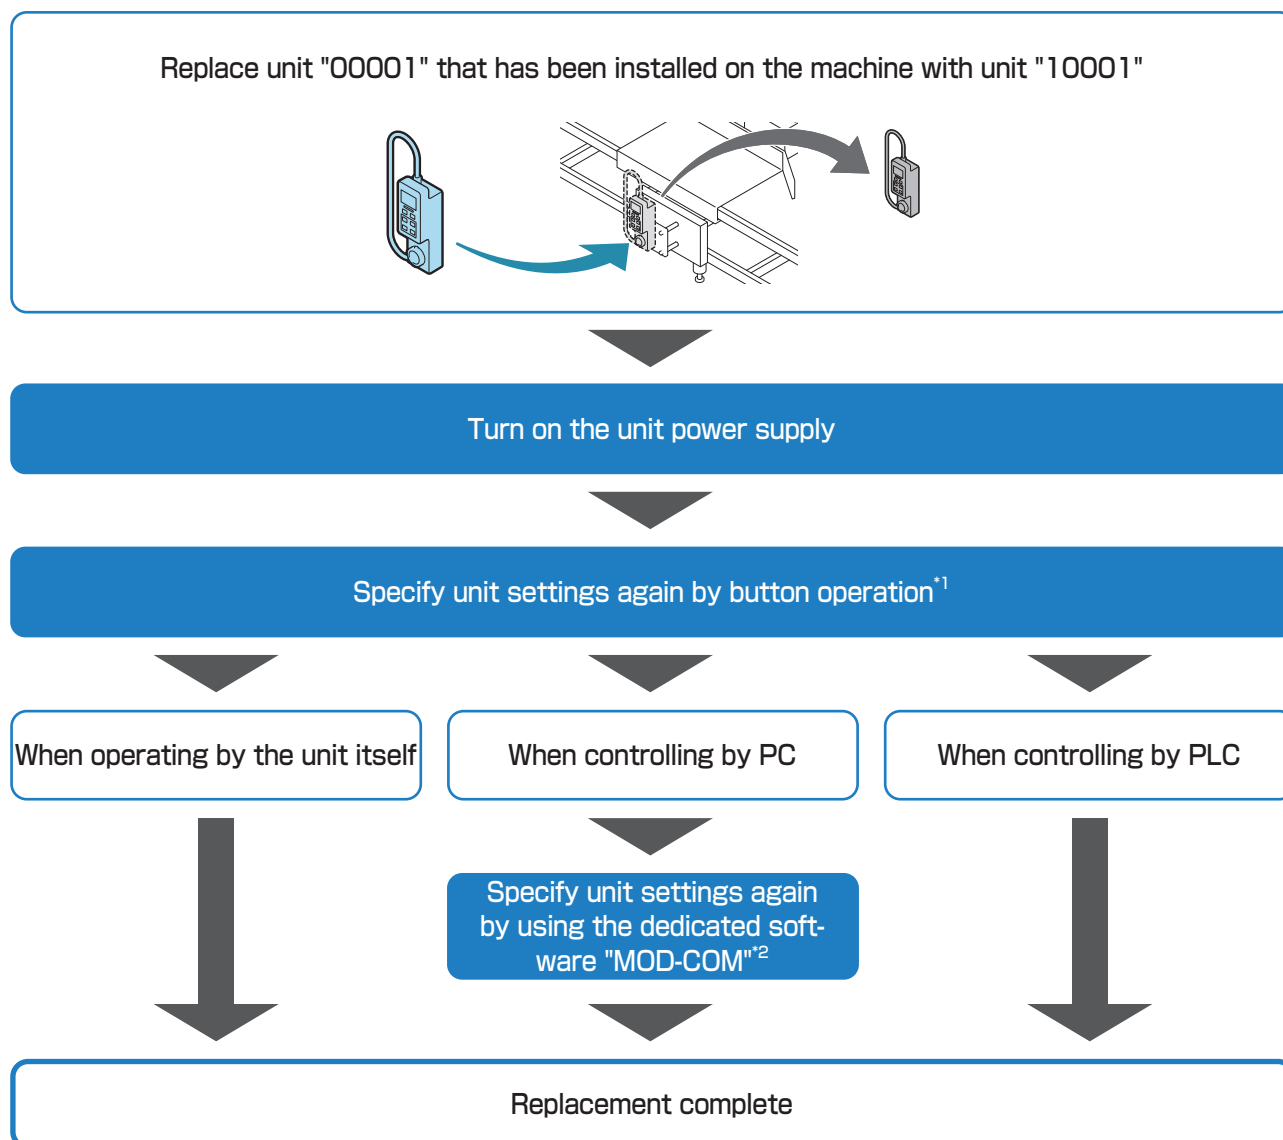 Replace unit "00001" that has been installed on the machine with unit "10001"
Turn on the unit power supply
Specify unit settings again by button operation*1
When operating by the unit itself
When controlling by PC
When controlling by PLC
Specify unit settings again
by using the dedicated soft-
ware "MOD-COM"*2
Replacement complete